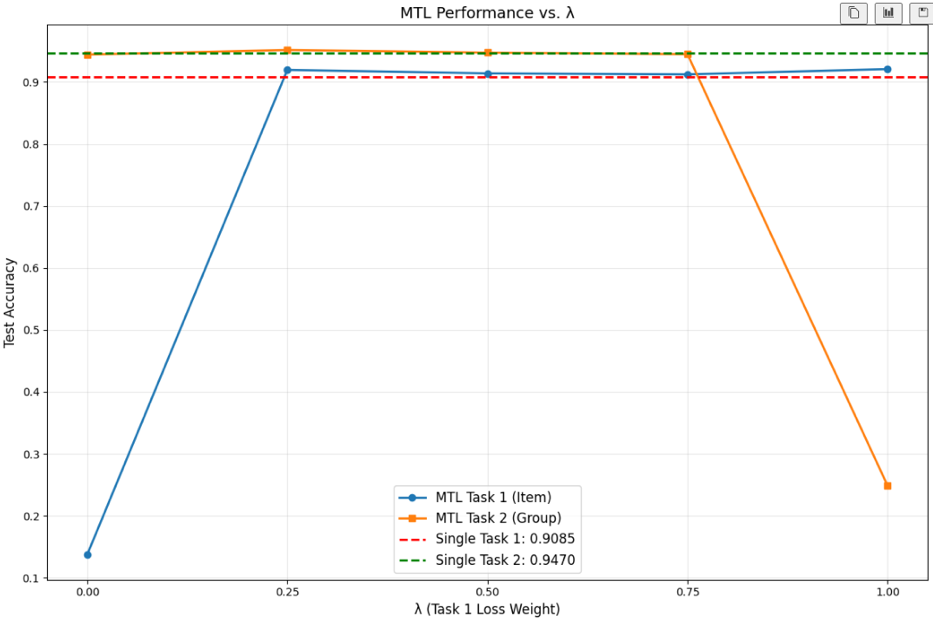 MTL Performance vs. λ
Test Accuracy
0.9
0.8
0.7
0.6
0.5
0.4
0.3
0.2
0.1
MTL Task 1 (Item)
MTL Task 2 (Group)
Single Task 1: 0.9085
Single Task 2: 0.9470
0.00 0.25 0.50 0.75 1.00
λ (Task 1 Loss Weight)